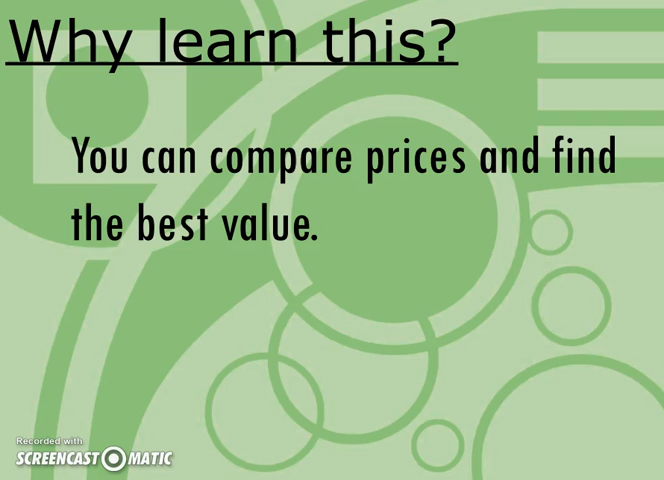 Why learn this?
You can compare prices and find
the best value.
Recorded with
SCREENCAST MATIC